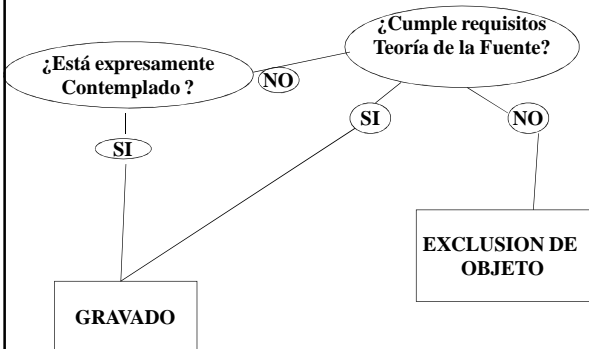 ¿Cumple requisitos
Teoría de la Fuente?
¿Está expresamente
Contemplado ?
NO
SI
NO
SI
EXCLUSION DE
OBJETO
GRAVADO